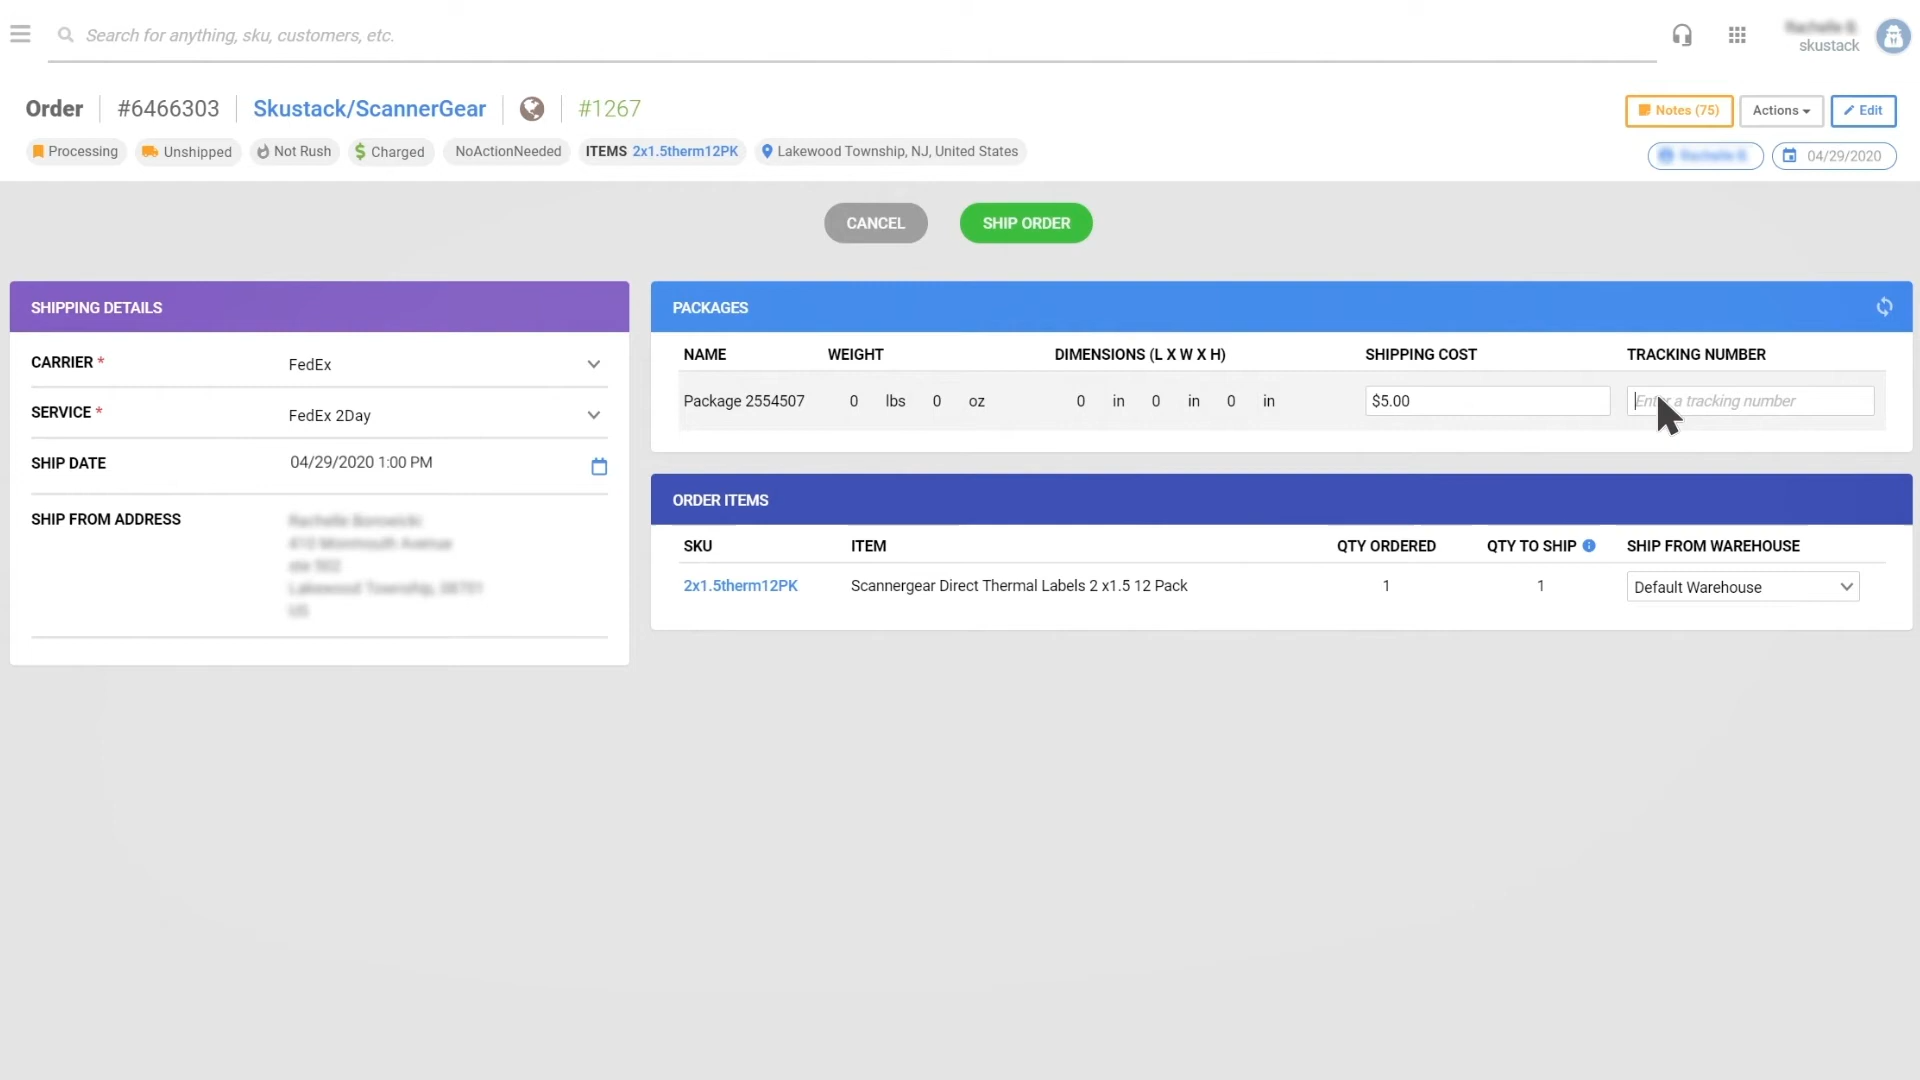 Search for anything, sku, customers, etc.
skustack
Order #6466303 Skustack/ScannerGear #1267
Notes (75) Actions Edit
Processing Unshipped Not Rush $ Charged NoActionNeeded ITEMS 2x1.5therm12PK Lakewood Township, NJ, United States
04/29/2020
CANCEL SHIP ORDER
SHIPPING DETAILS
CARRIER * FedEx
SERVICE * FedEx 2Day
SHIP DATE 04/29/2020 1:00 PM
SHIP FROM ADDRESS
PACKAGES
NAME WEIGHT DIMENSIONS (L X W X H) SHIPPING COST TRACKING NUMBER
Package 2554507 0 lbs 0 oz 0 in 0 in 0 in $5.00 Enter a tracking number
ORDER ITEMS
SKU ITEM QTY ORDERED QTY TO SHIP SHIP FROM WAREHOUSE
2x1.5therm12PK Scannergear Direct Thermal Labels 2 x1.5 12 Pack 1 1 Default Warehouse